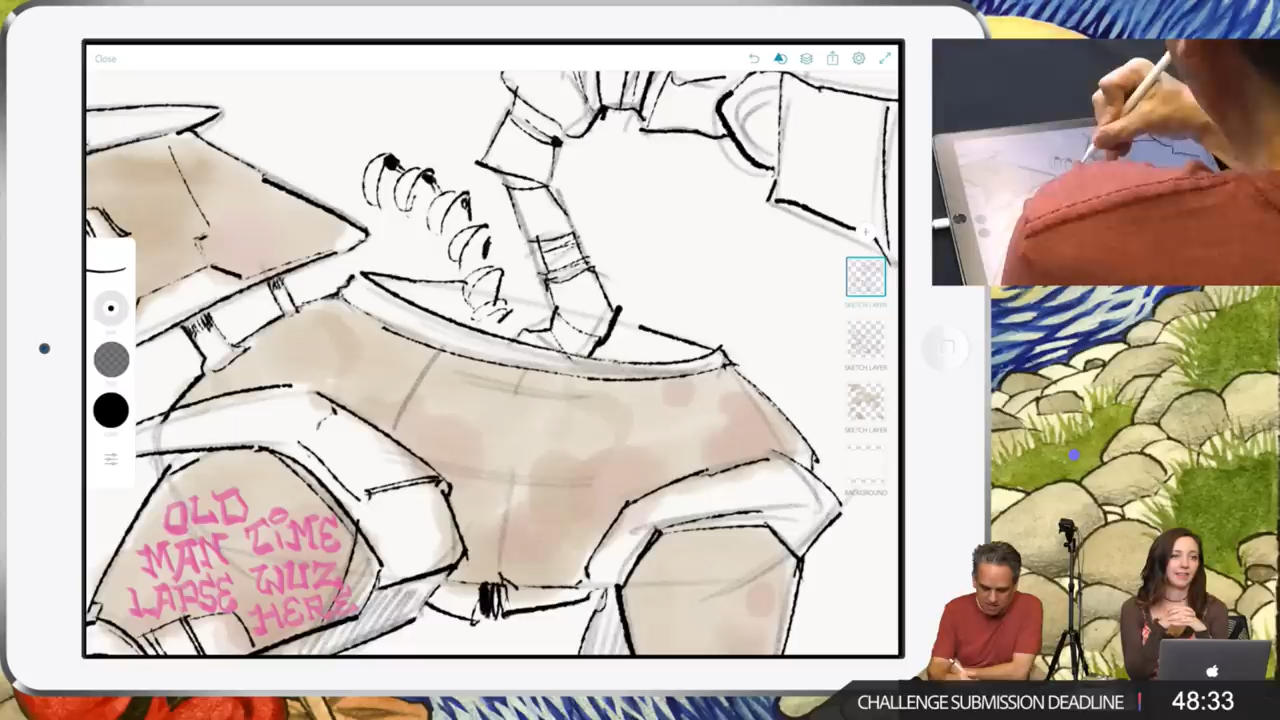 Close
SKETCH LAYER
SKETCH LAYER
SKETCH LAYER
BACKGROUND
OLD
MAN TIME
LAPSE WUZ
HERE
CHALLENGE SUBMISSION DEADLINE 48:33